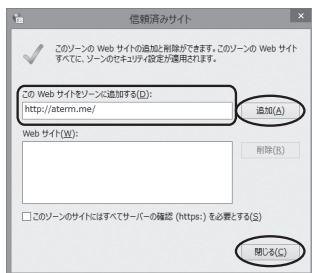 信頼済みサイト
×
このゾーンの Web サイトの追加と削除ができます。このゾーンの Web サイト
すべてに、ゾーンのセキュリティ設定が適用されます。
この Web サイトをゾーンに追加する(D):
http://aterm.me/
追加(A)
Web サイト(W):
削除(R)
このゾーンのサイトにはすべてサーバーの確認 (https:) を必要とする(S)
閉じる(C)